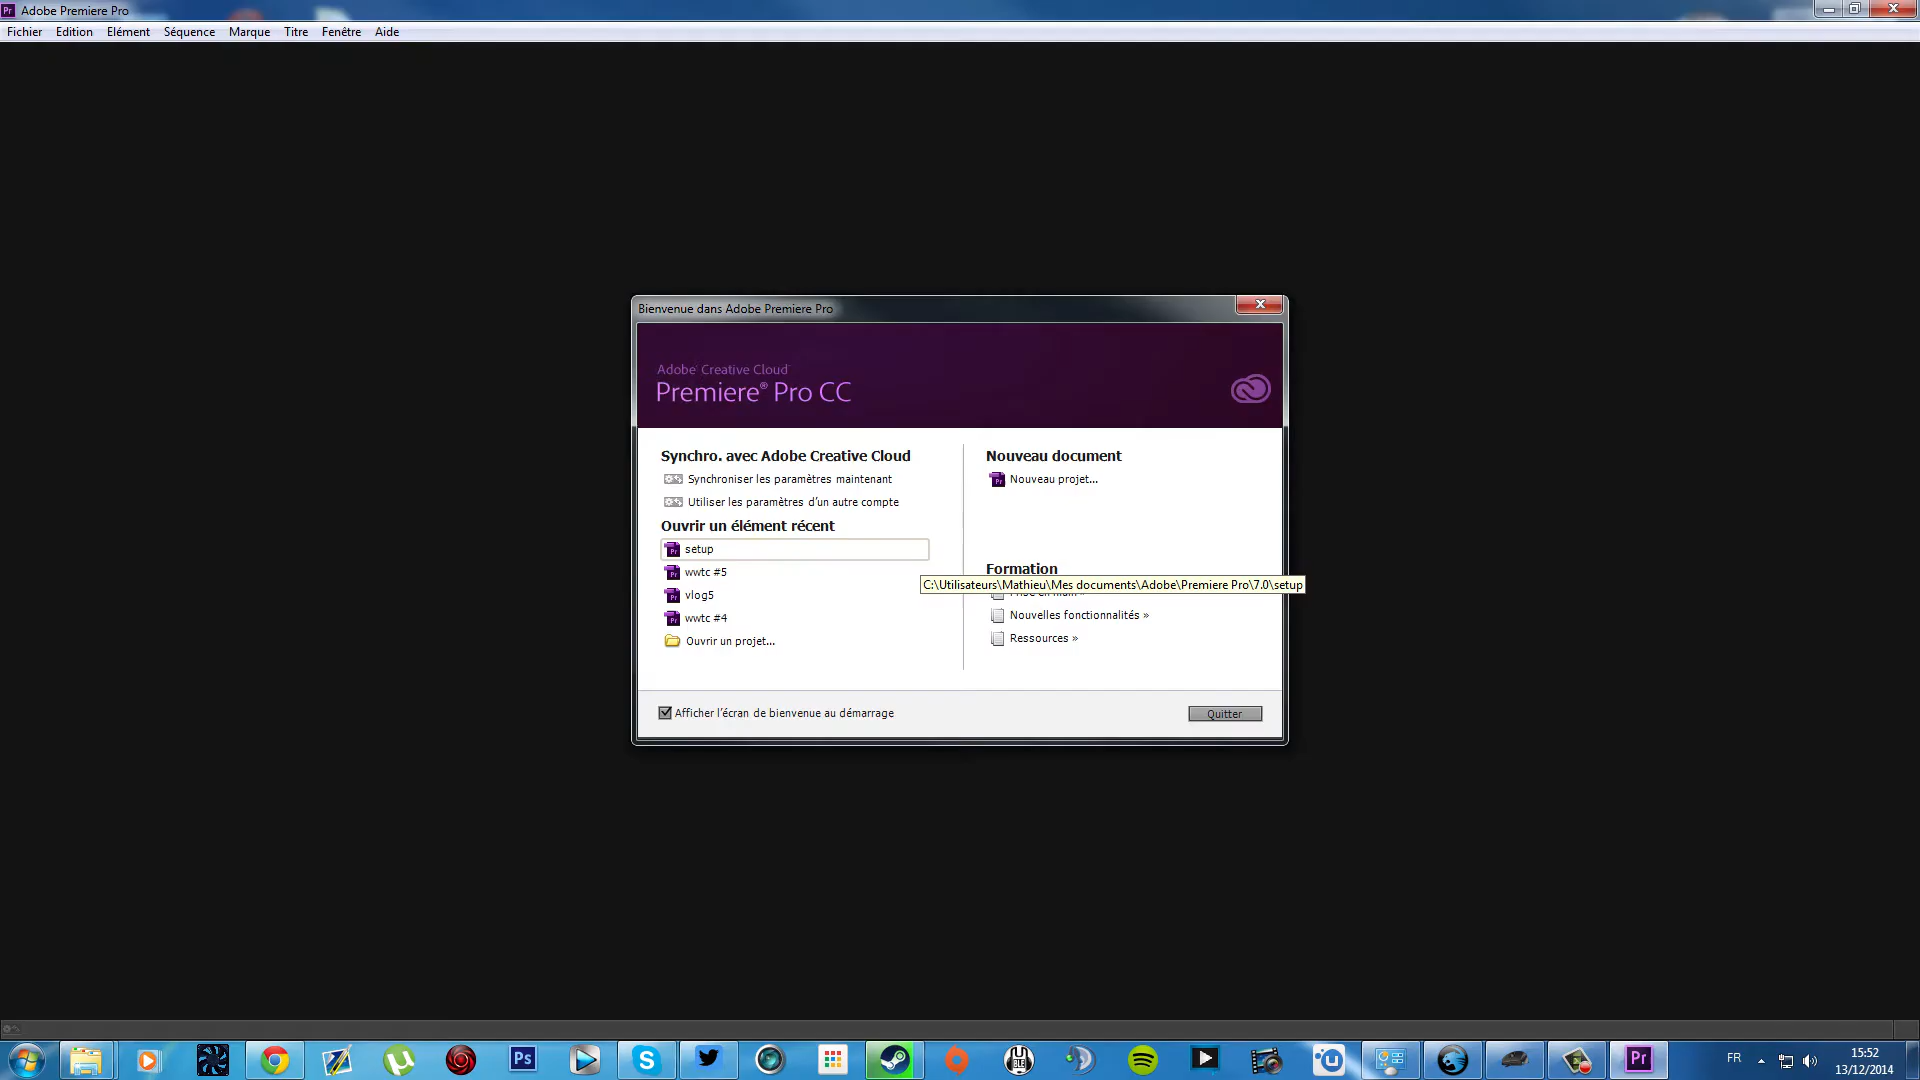 Adobe Premiere Pro
Fichier Edition Elément Séquence Marque Titre Fenêtre Aide
Bienvenue dans Adobe Premiere Pro
Adobe® Creative Cloud™
Premiere® Pro CC
Synchro. avec Adobe Creative Cloud
Synchroniser les paramètres maintenant
Utiliser les paramètres d'un autre compte
Ouvrir un élément récent
setup
wwtc #5
vlog5
wwtc #4
Ouvrir un projet...
Nouveau document
Nouveau projet...
Formation
C:\Utilisateurs\Mathieu\Mes documents\Adobe\Premiere Pro\7.0\setup
Nouvelles fonctionnalités »
Ressources »
Afficher l'écran de bienvenue au démarrage
Quitter
Ps
Pr
FR
15:52
13/12/2014